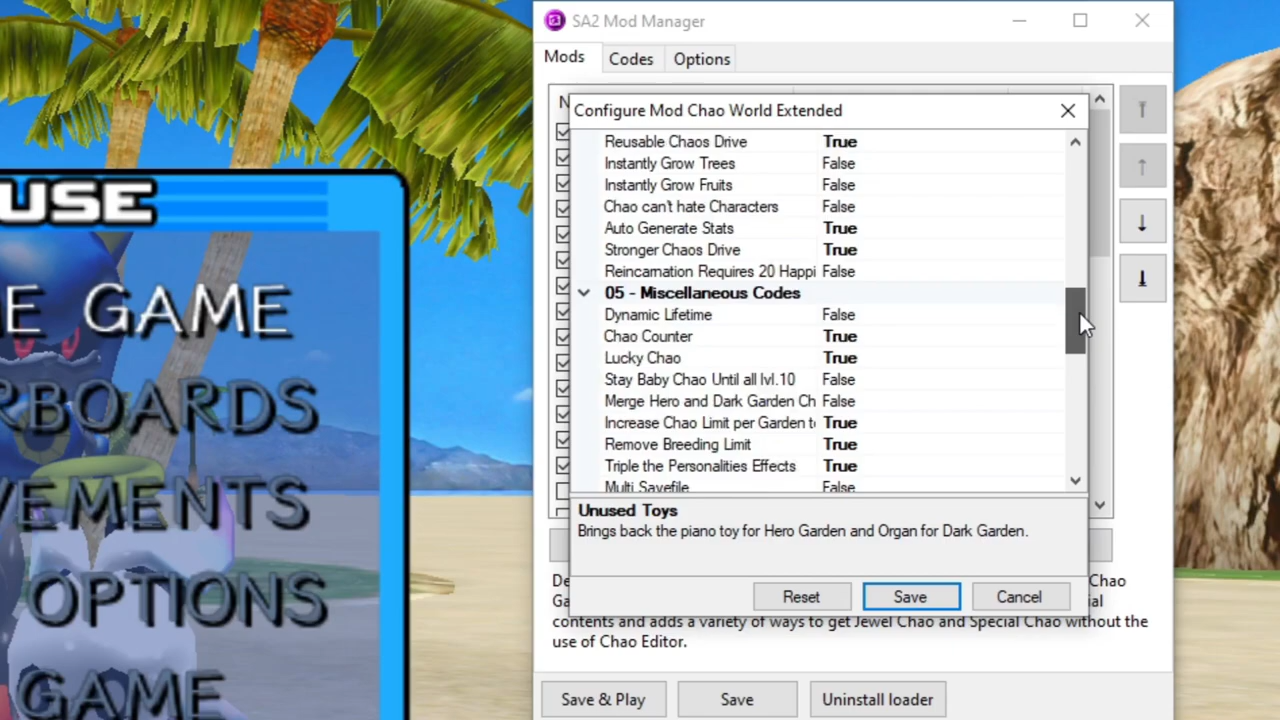 USE
E GAME
RBOARDS
VEMENTS
OPTIONS
GAME
SA2 Mod Manager
Mods Codes Options
N
Configure Mod Chao World Extended
Reusable Chaos Drive True
Instantly Grow Trees False
Instantly Grow Fruits False
Chao can't hate Characters False
Auto Generate Stats True
Stronger Chaos Drive True
Reincarnation Requires 20 Happi False
05 - Miscellaneous Codes
Dynamic Lifetime False
Chao Counter True
Lucky Chao True
Stay Baby Chao Until all lvl.10 False
Merge Hero and Dark Garden Ch False
Increase Chao Limit per Garden t True
Remove Breeding Limit True
Triple the Personalities Effects True
Multi Savefile False
Unused Toys
Brings back the piano toy for Hero Garden and Organ for Dark Garden.
Reset Save Cancel
De Chao
Ga ial
contents and adds a variety of ways to get Jewel Chao and Special Chao without the
use of Chao Editor.
Save & Play Save Uninstall loader